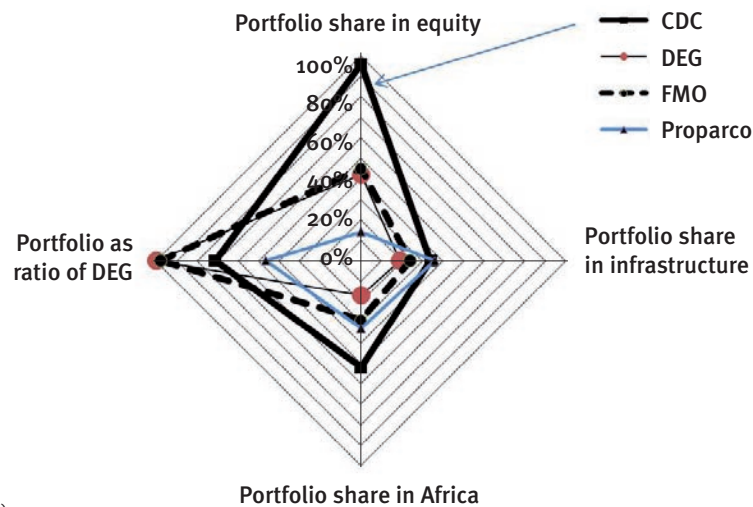 Portfolio share in equity
CDC
DEG
FMO
Proparco
100%
80%
60%
40%
20%
0%
Portfolio as
ratio of DEG
Portfolio share
in infrastructure
Portfolio share in Africa
)